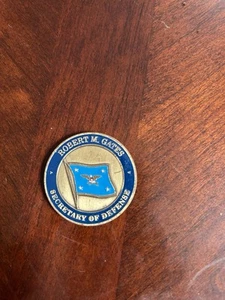 ROBERT M. GATES
SECRETARY OF DEFENSE